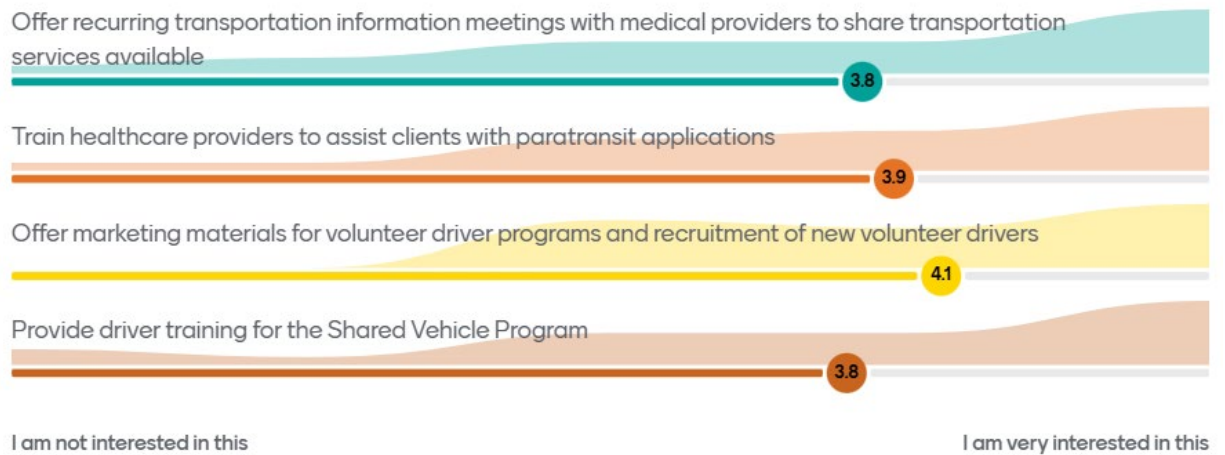 Offer recurring transportation information meetings with medical providers to share transportation
services available
3.8
Train healthcare providers to assist clients with paratransit applications
3.9
Offer marketing materials for volunteer driver programs and recruitment of new volunteer drivers
4.1
Provide driver training for the Shared Vehicle Program
3.8
I am not interested in this
I am very interested in this